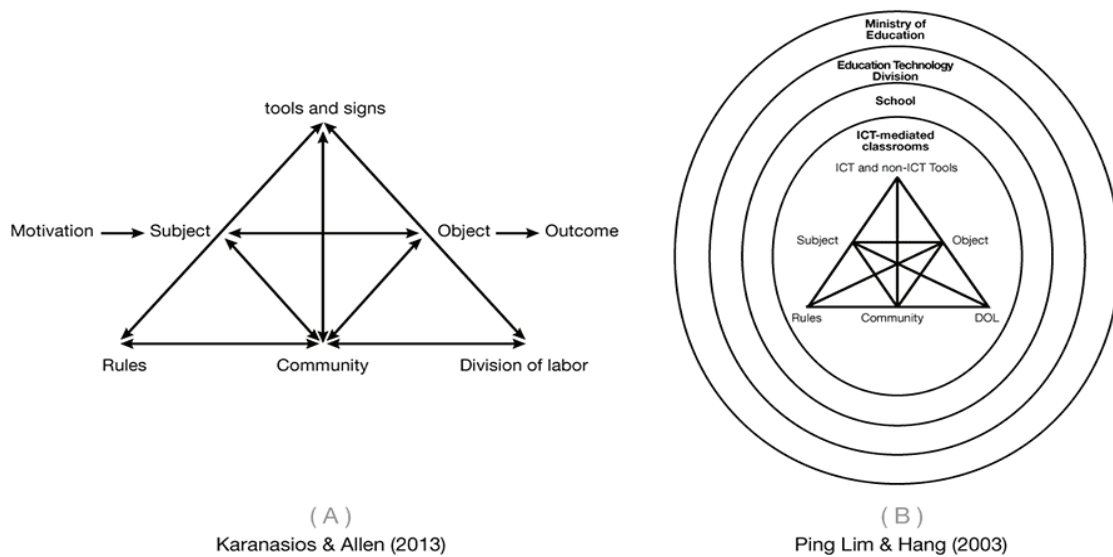 tools and signs
Motivation
Subject
Object
Outcome
Rules
Community
Division of labor
( A )
Karanasios & Allen (2013)
Ministry of
Education
Education Technology
Division
School
ICT-mediated
classrooms
ICT and non-ICT Tools
Subject
Object
Rules
Community
DOL
( B )
Ping Lim & Hang (2003)